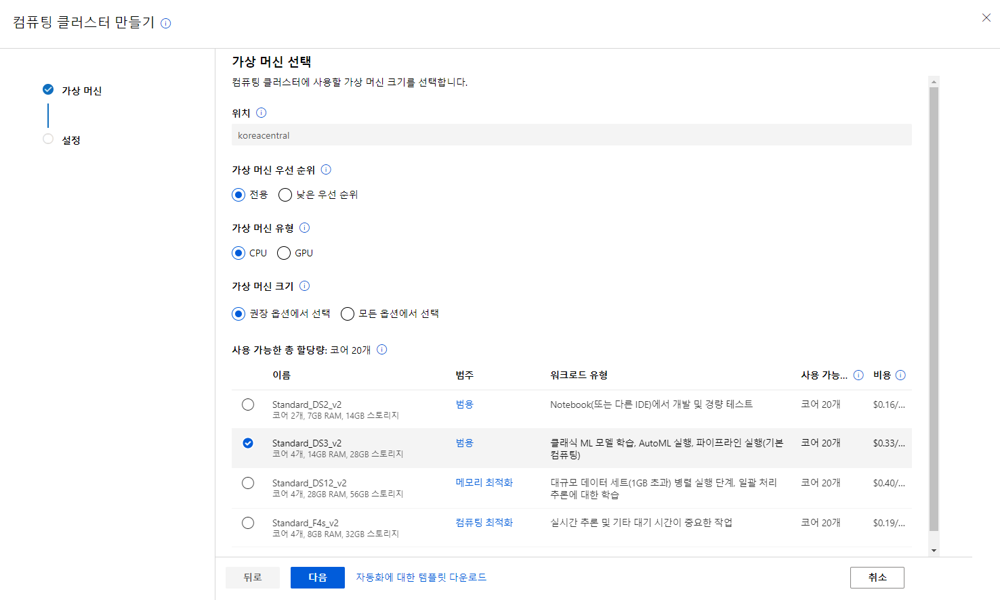 컴퓨팅 클러스터 만들기
가상 머신
설정
가상 머신 선택
컴퓨팅 클러스터에 사용할 가상 머신 크기를 선택합니다.
위치
koreacentral
가상 머신 우선 순위
전용 낮은 우선 순위
가상 머신 유형
CPU GPU
가상 머신 크기
권장 옵션에서 선택 모든 옵션에서 선택
사용 가능한 총 할당량: 코어 20개
이름 범주 워크로드 유형 사용 가능... 비용
Standard_DS2_v2 범용 Notebook(또는 다른 IDE)에서 개발 및 경량 테스트 코어 20개 $0.16/...
코어 2개, 7GB RAM, 14GB 스토리지
Standard_DS3_v2 범용 클래식 ML 모델 학습, AutoML 실행, 파이프라인 실행(기본 코어 20개 $0.33/...
코어 4개, 14GB RAM, 28GB 스토리지 컴퓨팅)
Standard_DS12_v2 메모리 최적화 대규모 데이터 세트(1GB 초과) 병렬 실행 단계, 일괄 처리 코어 20개 $0.40/...
코어 4개, 28GB RAM, 56GB 스토리지 추론에 대한 학습
Standard_F4s_v2 컴퓨팅 최적화 실시간 추론 및 기타 대기 시간이 중요한 작업 코어 20개 $0.19/...
코어 4개, 8GB RAM, 32GB 스토리지
뒤로 다음 자동화에 대한 템플릿 다운로드 취소